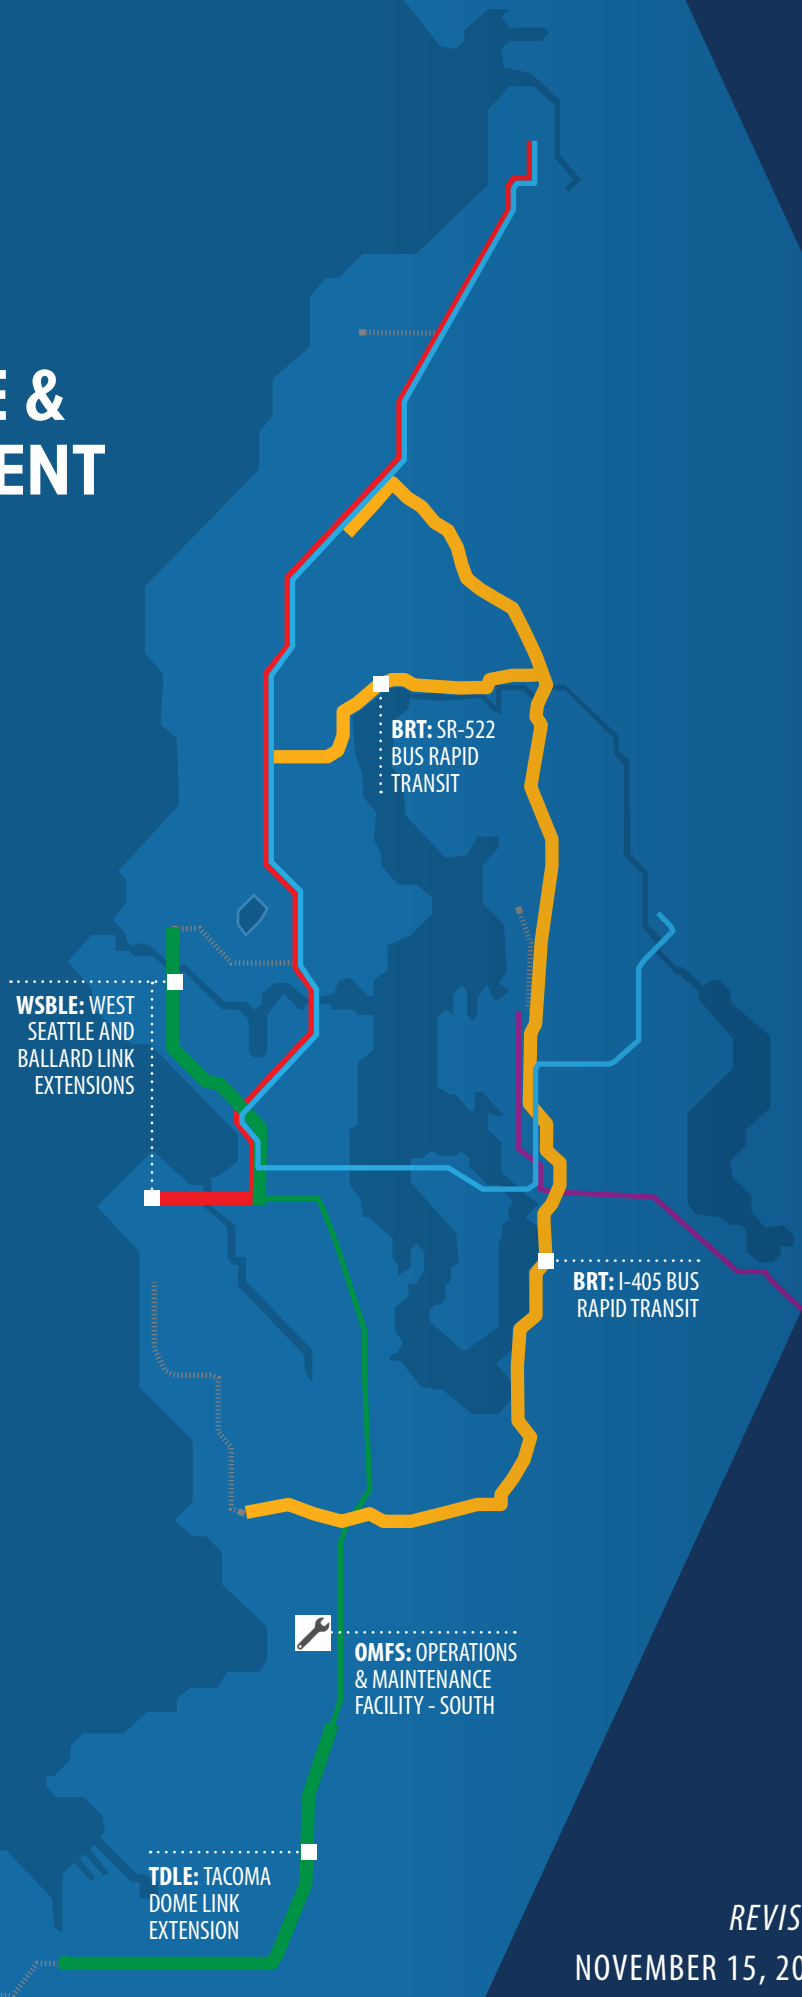 E &
ENT
BRT: SR-522
BUS RAPID
TRANSIT
WSBLE: WEST
SEATTLE AND
BALLARD LINK
EXTENSIONS
BRT: I-405 BUS
RAPID TRANSIT
OMFS: OPERATIONS
& MAINTENANCE
FACILITY - SOUTH
TDLE: TACOMA
DOME LINK
EXTENSION
REVIS
NOVEMBER 15, 20